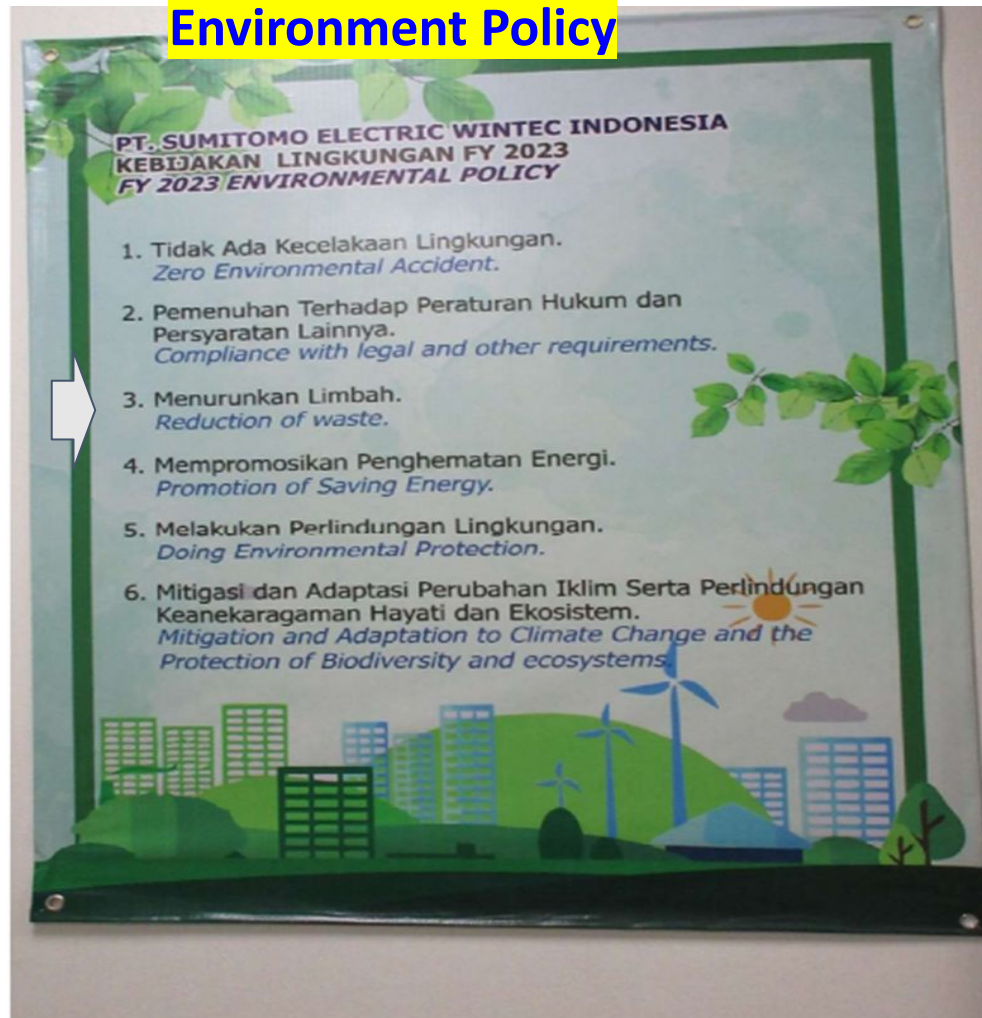 Environment Policy
PT. SUMITOMO ELECTRIC WINTEC INDONESIA
KEBIJAKAN LINGKUNGAN FY 2023
FY 2023 ENVIRONMENTAL POLICY
1. Tidak Ada Kecelakaan Lingkungan.
Zero Environmental Accident.
2. Pemenuhan Terhadap Peraturan Hukum dan
Persyaratan Lainnya.
Compliance with legal and other requirements.
3. Menurunkan Limbah.
Reduction of waste.
4. Mempromosikan Penghematan Energi.
Promotion of Saving Energy.
5. Melakukan Perlindungan Lingkungan.
Doing Environmental Protection.
6. Mitigasi dan Adaptasi Perubahan Iklim Serta Perlindungan
Keanekaragaman Hayati dan Ekosistem.
Mitigation and Adaptation to Climate Change and the
Protection of Biodiversity and ecosystems.